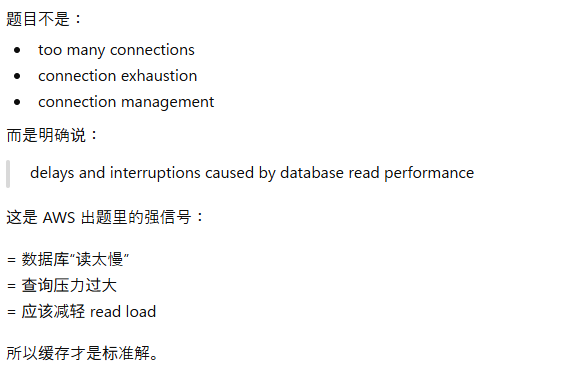 题目不是：
too many connections
connection exhaustion
connection management
而是明确说：
delays and interruptions caused by database read performance
这是 AWS 出题里的强信号：
= 数据库“读太慢”
= 查询压力过大
= 应该减轻 read load
所以缓存才是标准解。